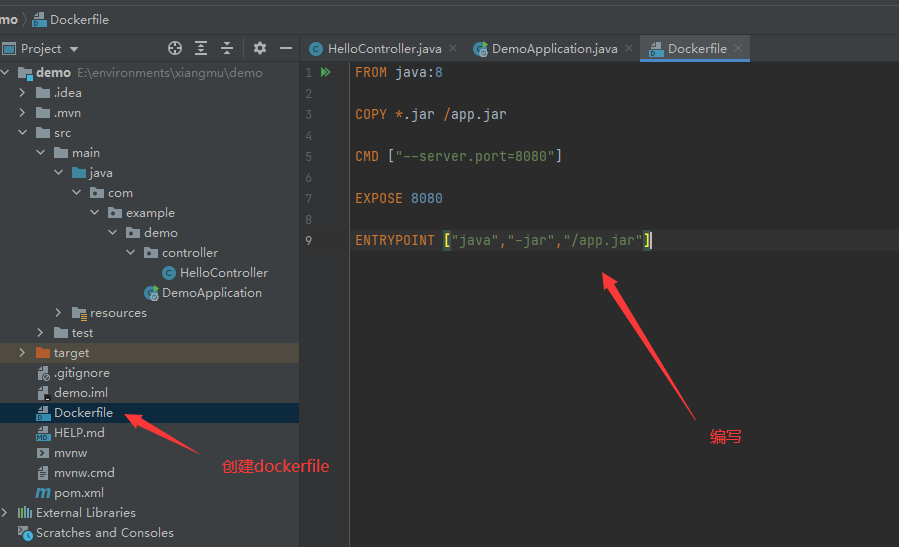 mo Dockerfile
Project
HelloController.java
DemoApplication.java
Dockerfile
demo E:\environments\xiangmu\demo
.idea
.mvn
src
main
java
com
example
demo
controller
HelloController
DemoApplication
resources
test
target
.gitignore
demo.iml
Dockerfile
HELP.md
mvnw
mvnw.cmd
pom.xml
External Libraries
Scratches and Consoles
1 FROM java:8
2
3 COPY *.jar /app.jar
4
5 CMD ["--server.port=8080"]
6
7 EXPOSE 8080
8
9 ENTRYPOINT ["java","-jar","/app.jar"]
创建dockerfile
编写